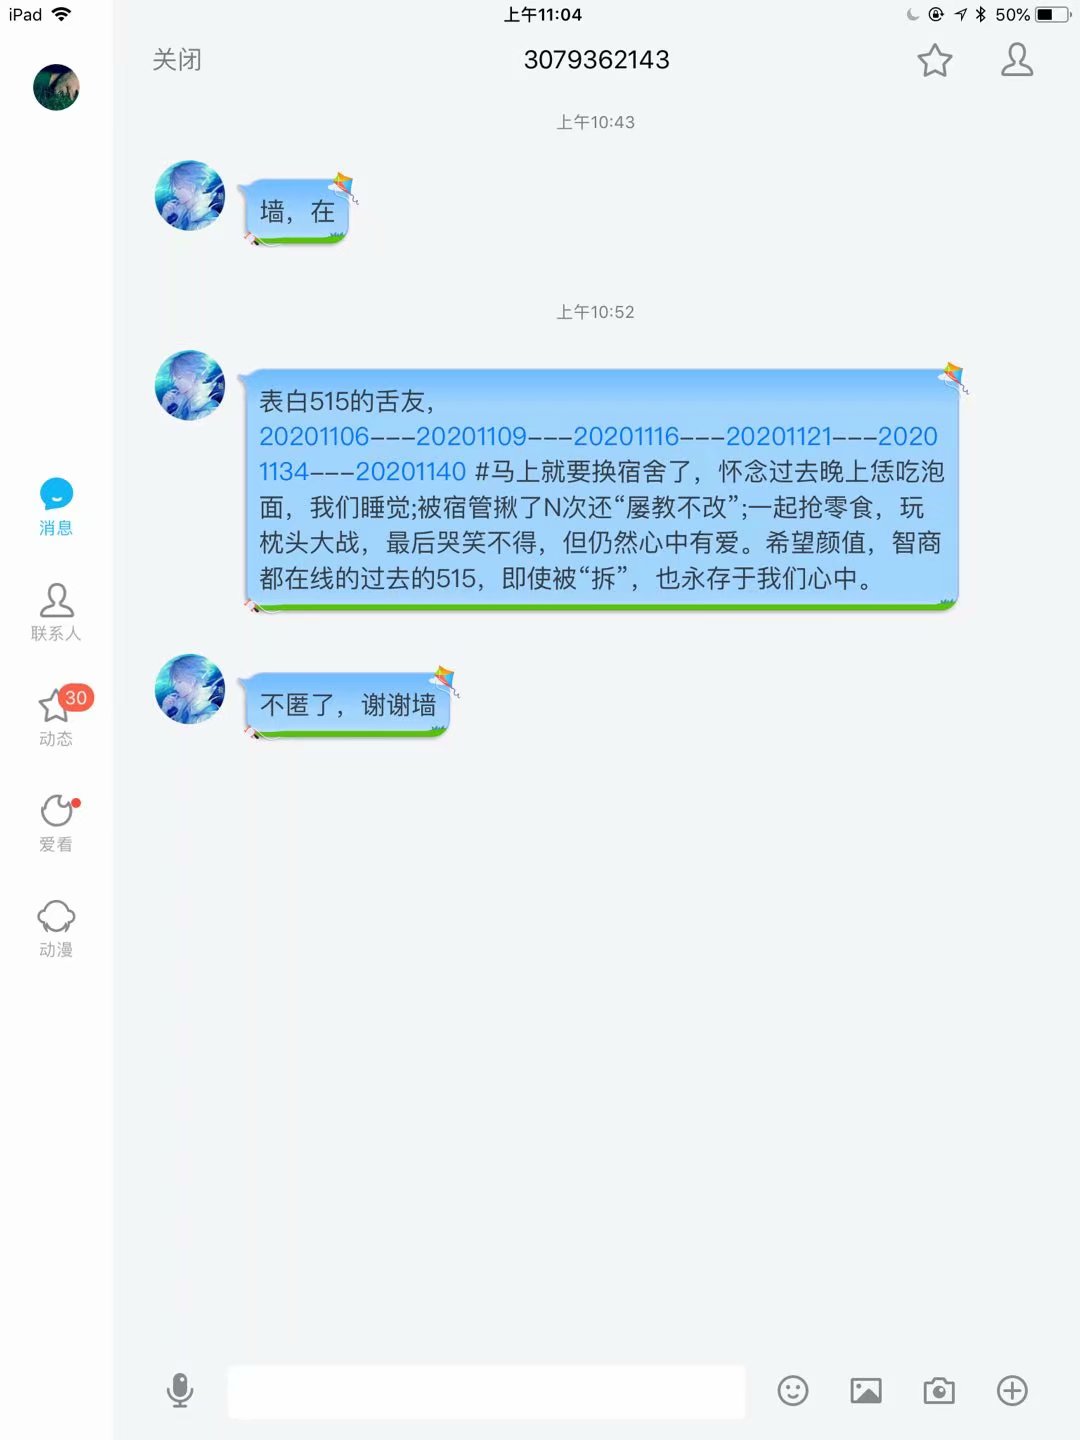 iPad
上午11:04
50%
关闭
3079362143
上午10:43
墙，在
上午10:52
表白515的舌友，
20201106---20201109---20201116---20201121---2020
1134---20201140 #马上就要换宿舍了，怀念过去晚上恁吃泡
面，我们睡觉;被宿管揪了N次还“屡教不改”;一起抢零食，玩
枕头大战，最后哭笑不得，但仍然心中有爱。希望颜值，智商
都在线的过去的515，即使被“拆”，也永存于我们心中。
不匿了，谢谢墙
消息
联系人
30
动态
爱看
动漫